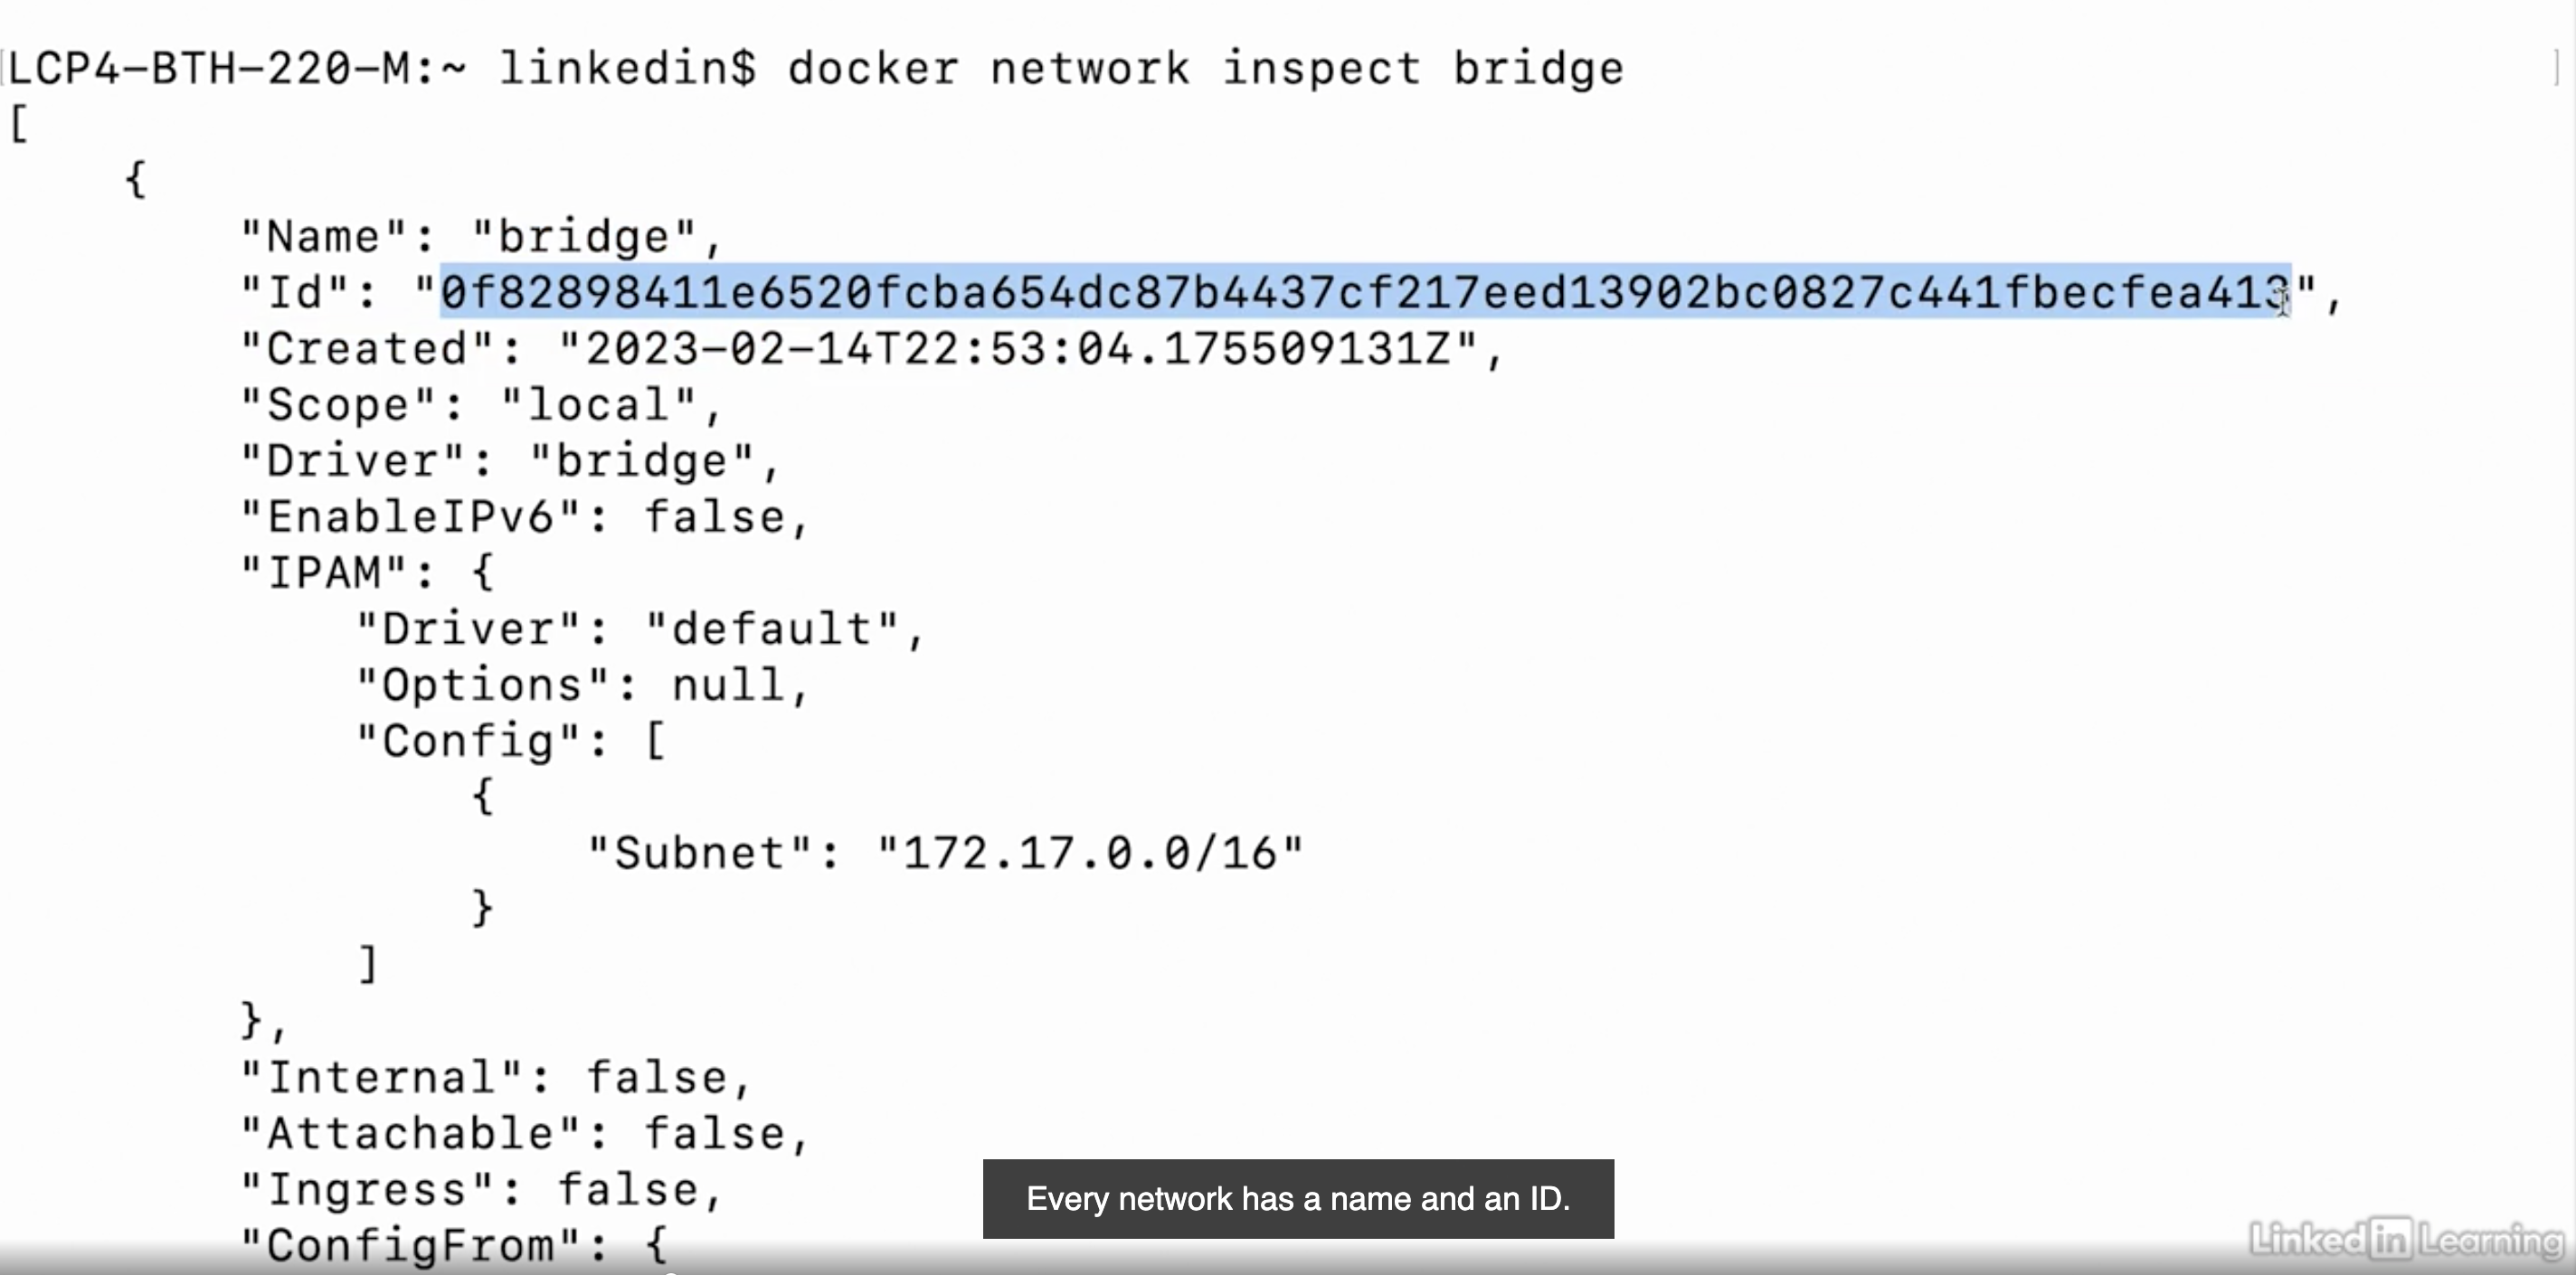 LCP4-BTH-220-M:~ linkedin$ docker network inspect bridge
[
    {
        "Name": "bridge",
        "Id": "0f82898411e6520fcba654dc87b4437cf217eed13902bc0827c441fbecfea413",
        "Created": "2023-02-14T22:53:04.175509131Z",
        "Scope": "local",
        "Driver": "bridge",
        "EnableIPv6": false,
        "IPAM": {
            "Driver": "default",
            "Options": null,
            "Config": [
                {
                    "Subnet": "172.17.0.0/16"
                }
            ]
        },
        "Internal": false,
        "Attachable": false,
        "Ingress": false,
        "ConfigFrom": {
Every network has a name and an ID.
Linked in Learning